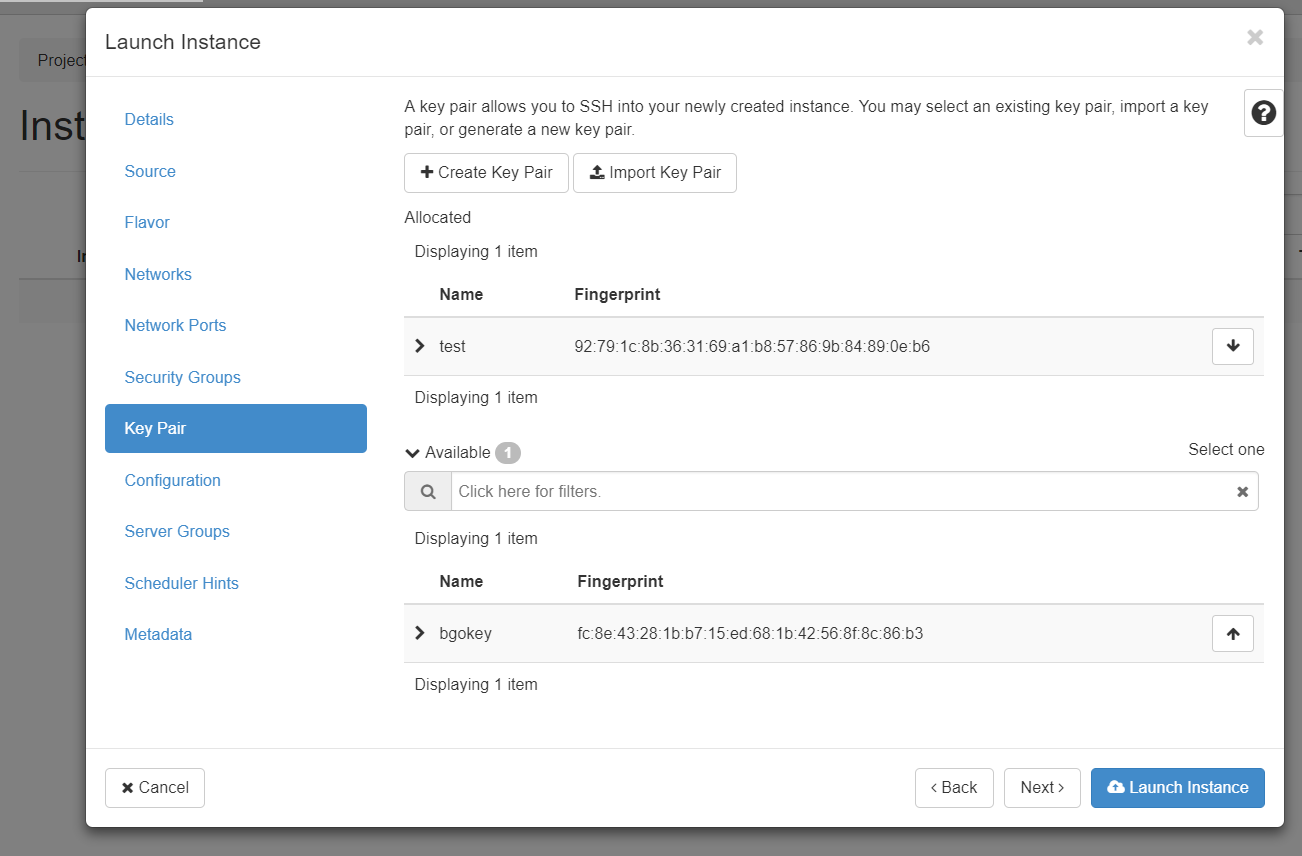 Launch Instance
Project
Inst
Details
Source
Flavor
Networks
Network Ports
Security Groups
Key Pair
Configuration
Server Groups
Scheduler Hints
Metadata
A key pair allows you to SSH into your newly created instance. You may select an existing key pair, import a key
pair, or generate a new key pair.
Create Key Pair Import Key Pair
Allocated
Displaying 1 item
Name Fingerprint
test 92:79:1c:8b:36:31:69:a1:b8:57:86:9b:84:89:0e:b6
Displaying 1 item
Available 1 Select one
Click here for filters.
Displaying 1 item
Name Fingerprint
bgokey fc:8e:43:28:1b:b7:15:ed:68:1b:42:56:8f:8c:86:b3
Displaying 1 item
Cancel ‹ Back Next › Launch Instance